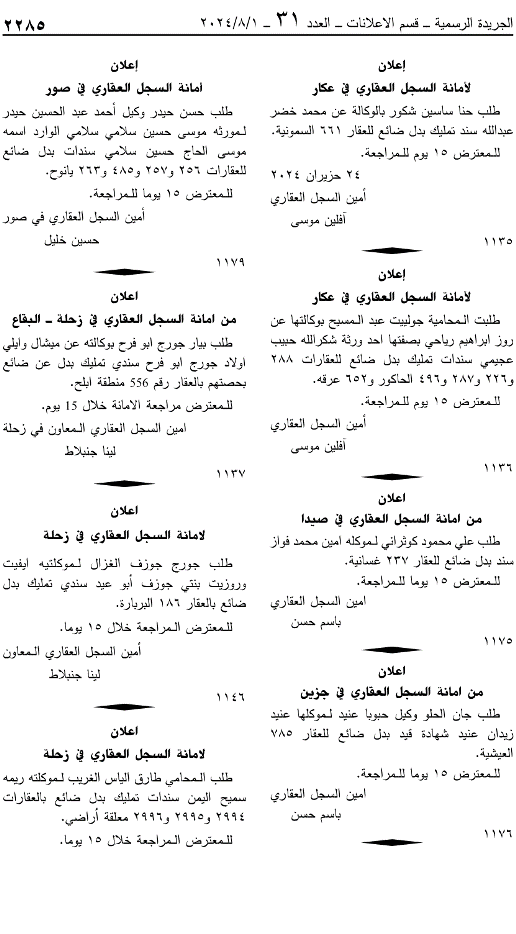 الجريدة الرسمية ــ قسم الاعلانات ــ العدد ٣١ ــ ٢٠٢٤/٨/١
٢٢٨٥
إعلان
لأمانة السجل العقاري في عكار
طلب حنا ساسين شكور بالوكالة عن محمد خضر
عبدالله سند تمليك بدل ضائع للعقار ٦٦١ السمونية.
للمعترض ١٥ يوم للمراجعة.
٢٤ حزيران ٢٠٢٤
أمين السجل العقاري
آفلين موسى
١١٣٥
إعلان
لأمانة السجل العقاري في عكار
طلبت المحامية جولييت عبد المسيح بوكالتها عن
روز ابراهيم رياحي بصفتها احد ورثة شكرالله حبيب
عجيمي سندات تمليك بدل ضائع للعقارات ٢٨٨
و٢٢٦ و٢٨٧ و٤٩٦ الحاكور و٦٥٢ عرقه.
للمعترض ١٥ يوم للمراجعة.
أمين السجل العقاري
آفلين موسى
١١٣٦
اعلان
من امانة السجل العقاري في صيدا
طلب علي محمود كوثراني لموكله امين محمد فواز
سند بدل ضائع للعقار ٢٣٧ غسانية.
للمعترض ١٥ يوما للمراجعة.
امين السجل العقاري
باسم حسن
١١٧٥
اعلان
من امانة السجل العقاري في جزين
طلب جان الحلو وكيل حبوبا عنيد لموكلها عنيد
زيدان عنيد شهادة قيد بدل ضائع للعقار ٧٨٥
العيشية.
للمعترض ١٥ يوما للمراجعة.
امين السجل العقاري
باسم حسن
١١٧٦
إعلان
أمانة السجل العقاري في صور
طلب حسن حيدر وكيل أحمد عبد الحسين حيدر
لمورثه موسى حسين سلامي سلامي الوارد اسمه
موسى الحاج حسين سلامي سندات بدل ضائع
للعقارات ٢٥٦ و٢٥٧ و٤٨٥ و٢٦٣ يانوح.
للمعترض ١٥ يوما للمراجعة.
أمين السجل العقاري في صور
حسين خليل
١١٧٩
اعلان
من امانة السجل العقاري في زحلة ــ البقاع
طلب بيار جورج ابو فرح بوكالته عن ميشال وايلي
اولاد جورج ابو فرح سندي تمليك بدل عن ضائع
بحصتهم بالعقار رقم 556 منطقة ابلح.
للمعترض مراجعة الامانة خلال 15 يوم.
امين السجل العقاري المعاون في زحلة
لينا جنبلاط
١١٣٧
اعلان
لامانة السجل العقاري في زحلة
طلب جورج جوزف الغزال لموكلتيه ايفيت
وروزيت بنتي جوزف أبو عيد سندي تمليك بدل
ضائع بالعقار ١٨٦ البربارة.
للمعترض المراجعة خلال ١٥ يوما.
أمين السجل العقاري المعاون
لينا جنبلاط
١١٤٦
اعلان
لامانة السجل العقاري في زحلة
طلب المحامي طارق الياس الغريب لموكلته ريمه
سميح اليمن سندات تمليك بدل ضائع بالعقارات
٢٩٩٤ و٢٩٩٥ و٢٩٩٦ معلقة أراضي.
للمعترض المراجعة خلال ١٥ يوما.